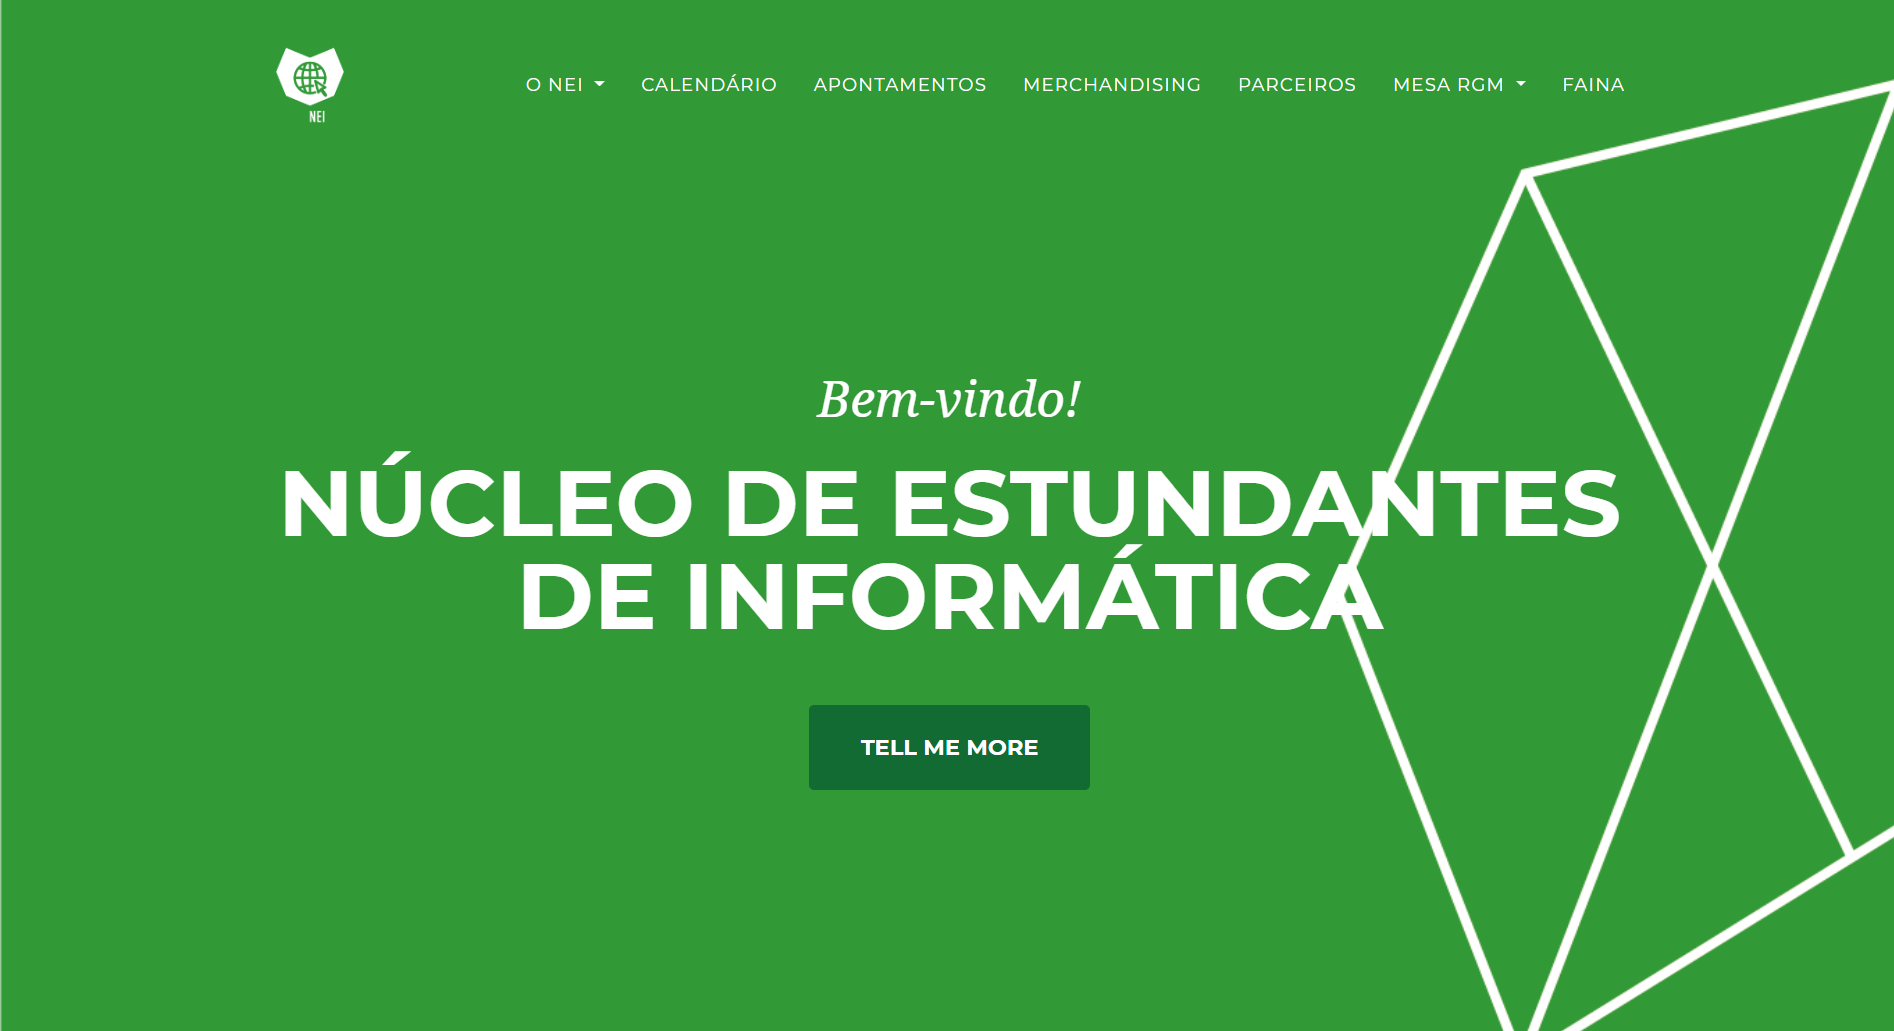 NEI
O NEI
CALENDÁRIO
APONTAMENTOS
MERCHANDISING
PARCEIROS
MESA RGM
FAINA
Bem-vindo!
NÚCLEO DE ESTUNDANTES
DE INFORMÁTICA
TELL ME MORE